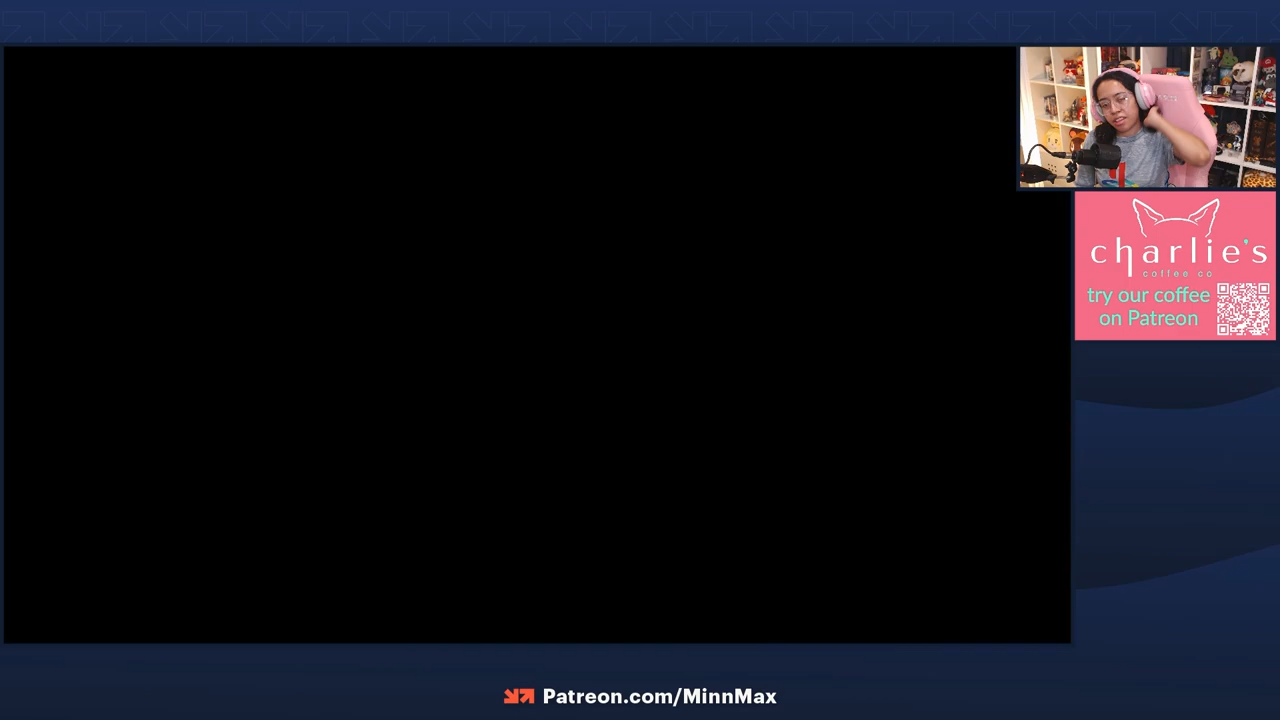 charlie's
coffee co
try our coffee
on Patreon
Patreon.com/MinnMax